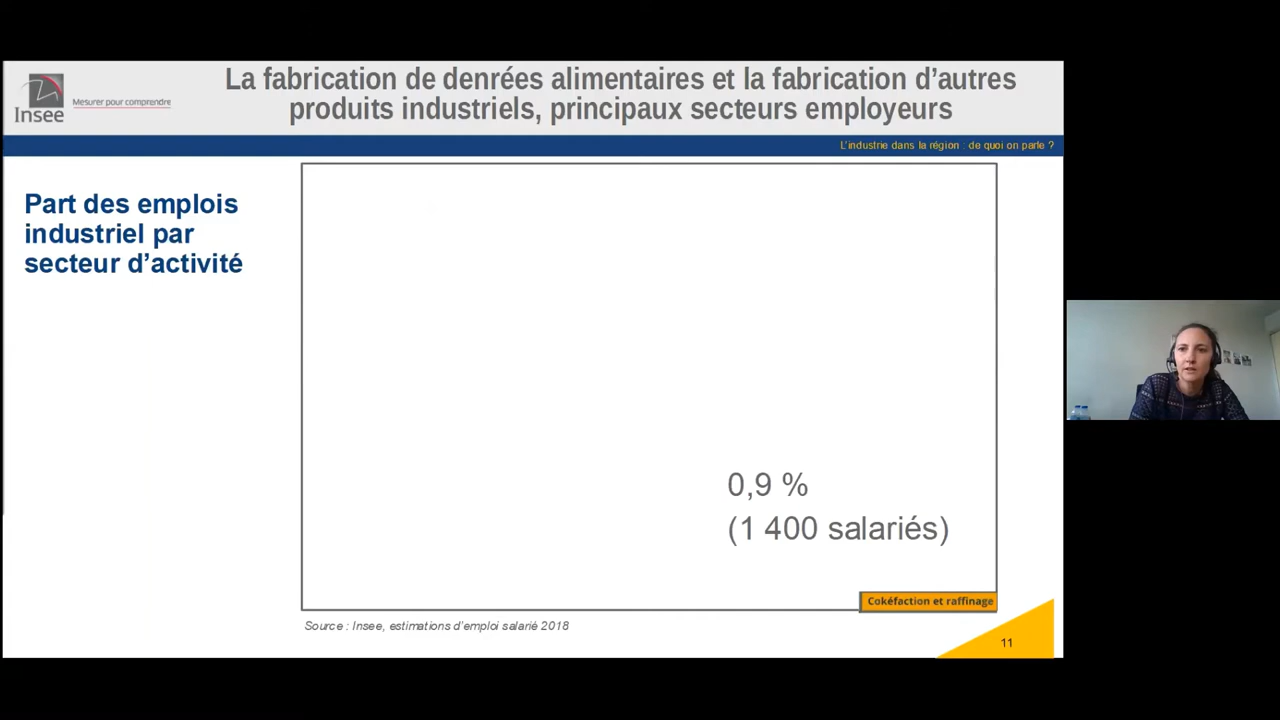 La fabrication de denrées alimentaires et la fabrication d’autres
produits industriels, principaux secteurs employeurs
Insee
Mesurer pour comprendre
L’industrie dans la région : de quoi on parle ?
Part des emplois
industriel par
secteur d’activité
0,9 %
(1 400 salariés)
Cokéfaction et raffinage
Source : Insee, estimations d’emploi salarié 2018
11